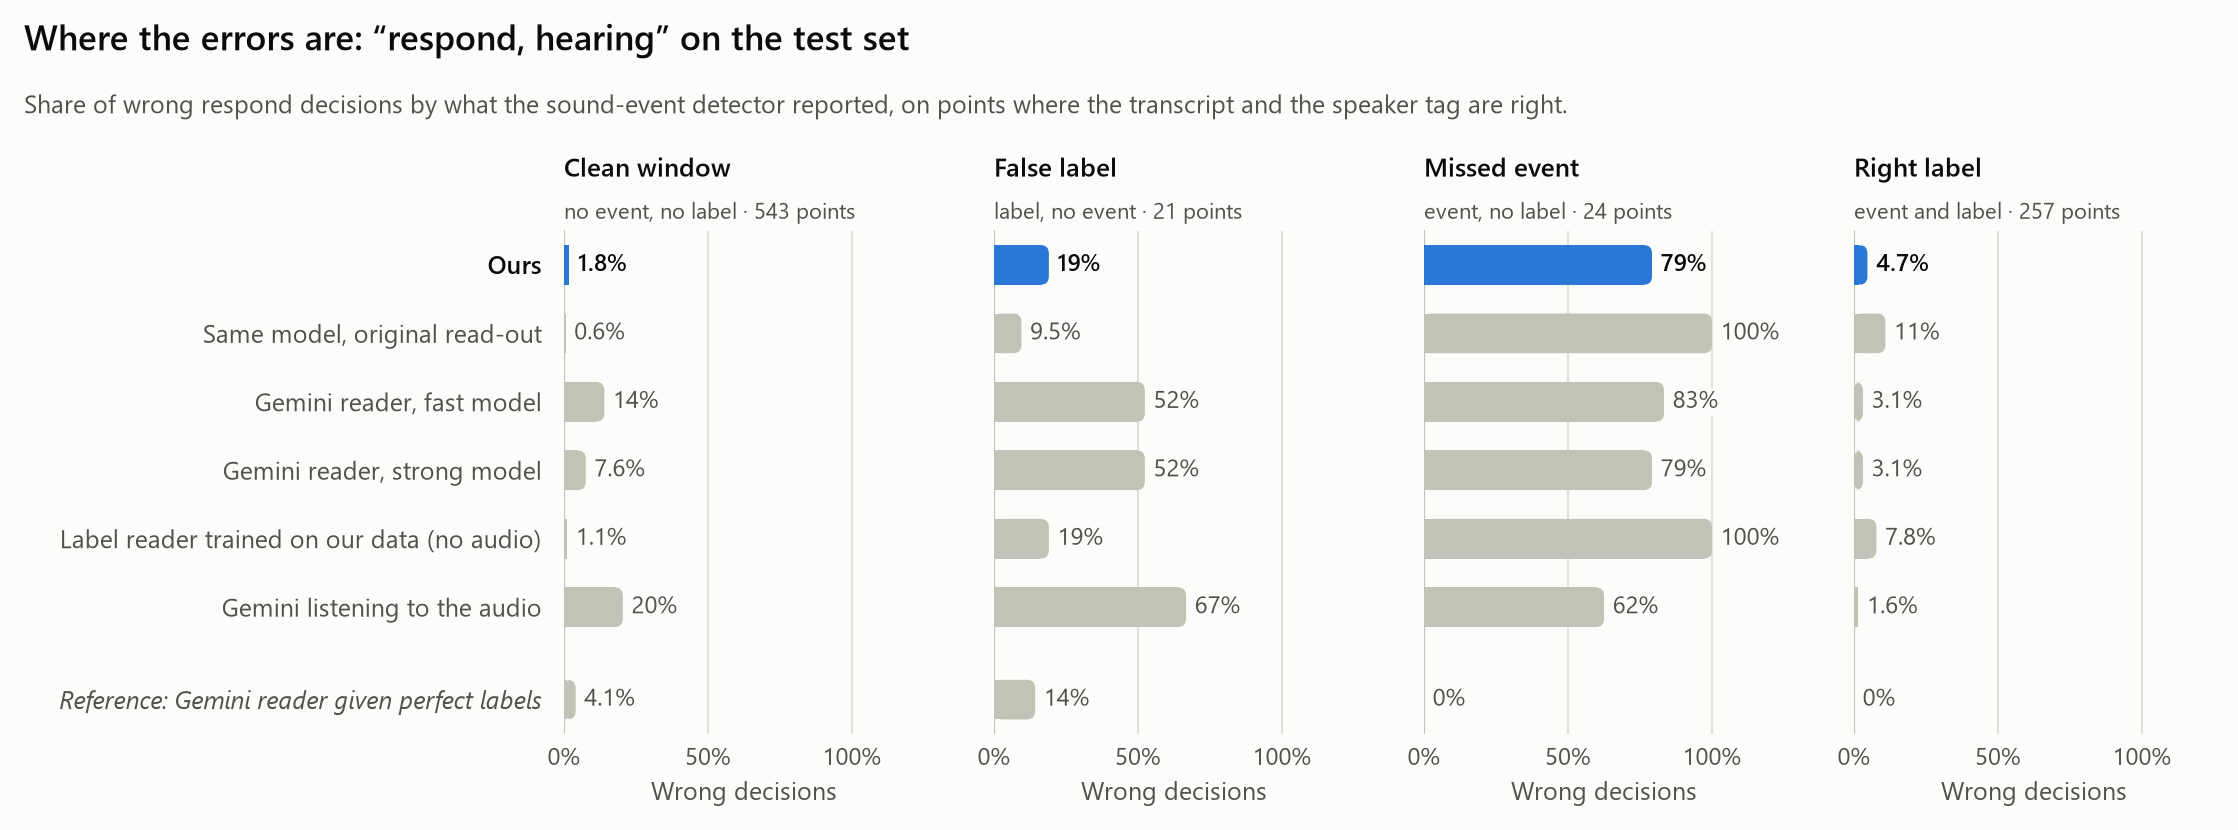 Where the errors are: “respond, hearing” on the test set
Share of wrong respond decisions by what the sound-event detector reported, on points where the transcript and the speaker tag are right.
Clean window False label Missed event Right label
no event, no label · 543 points label, no event · 21 points event, no label · 24 points event and label · 257 points
Ours 1.8% 19% 79% 4.7%
Same model, original read-out 0.6% 9.5% 100% 11%
Gemini reader, fast model 14% 52% 83% 3.1%
Gemini reader, strong model 7.6% 52% 79% 3.1%
Label reader trained on our data (no audio) 1.1% 19% 100% 7.8%
Gemini listening to the audio 20% 67% 62% 1.6%
Reference: Gemini reader given perfect labels 4.1% 14% 0% 0%
0% 50% 100% 0% 50% 100% 0% 50% 100% 0% 50% 100%
Wrong decisions Wrong decisions Wrong decisions Wrong decisions